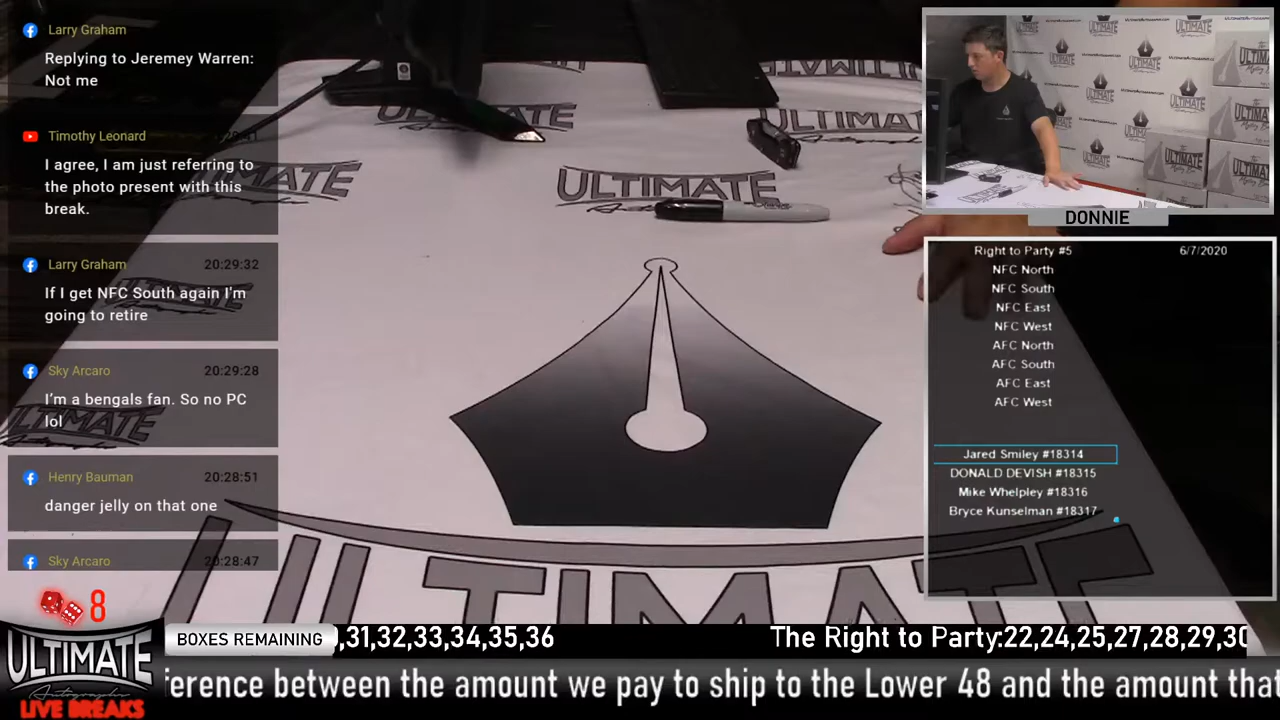 Larry Graham
Replying to Jeremey Warren:
Not me
Timothy Leonard
I agree, I am just referring to
the photo present with this
break.
Larry Graham 20:29:32
If I get NFC South again I'm
going to retire
Sky Arcaro 20:29:28
I'm a bengals fan. So no PC
lol
Henry Bauman 20:28:51
danger jelly on that one
Sky Arcaro 20:28:47
8
ULTIMATE
Autographs
LIVE BREAKS
ULTIMATE
ULTIMATE
ULTIMATE
DONNIE
Right to Party #5 6/7/2020
NFC North
NFC South
NFC East
NFC West
AFC North
AFC South
AFC East
AFC West
Jared Smiley #18314
DONALD DEVISH #18315
Mike Whelpley #18316
Bryce Kunselman #18317
BOXES REMAINING ,31,32,33,34,35,36 The Right to Party:22,24,25,27,28,29,30
ference between the amount we pay to ship to the Lower 48 and the amount that